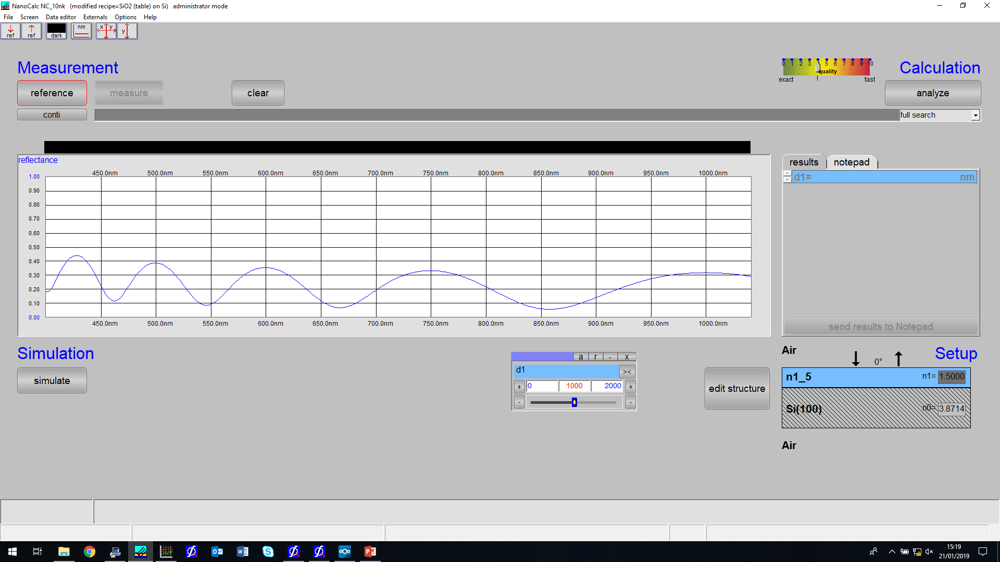 NanoCalc NC_10nk (modified recipe=SiO2 (table) on Si) administrator mode
File Screen Data editor Externals Options Help
ref ref dark nm x y y
Measurement
0 1 2 3 4 5 6 7 8 9 10
quality
exact fast
Calculation
reference measure clear analyze
conti full search
reflectance
450.0nm 500.0nm 550.0nm 600.0nm 650.0nm 700.0nm 750.0nm 800.0nm 850.0nm 900.0nm 950.0nm 1000.0nm
1.00
0.90
0.80
0.70
0.60
0.50
0.40
0.30
0.20
0.10
0.00
450.0nm 500.0nm 550.0nm 600.0nm 650.0nm 700.0nm 750.0nm 800.0nm 850.0nm 900.0nm 950.0nm 1000.0nm
results notepad
d1= nm
send results to Notepad
Simulation
simulate
a r - x
d1 ><
+ 0 1000 2000 +
- -
edit structure
Air 0° Setup
n1_5 n1= 1.5000
Si(100) n0= 3.8714
Air
15:19
21/01/2019